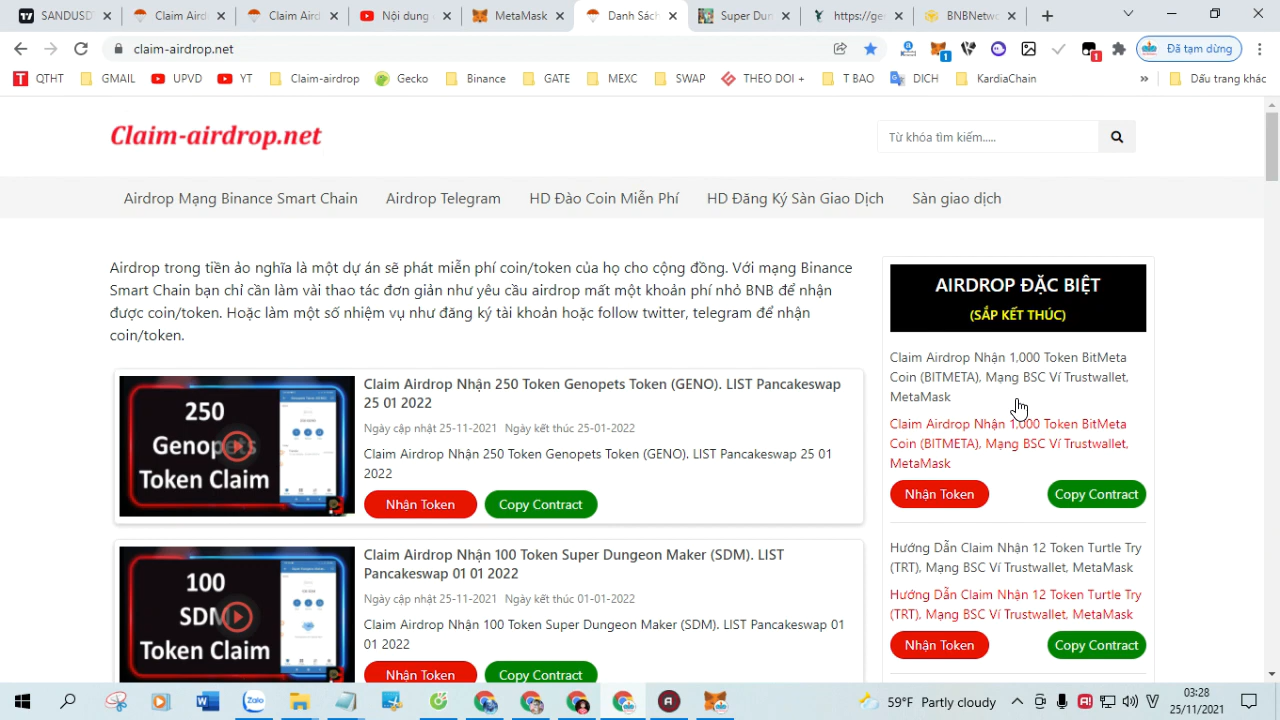 SANDUSD
Claim Air
Claim Aird
Nội dung
MetaMask
Danh Sách
Super Dun
https://ge
BNBNetwo
claim-airdrop.net
1
1
Đã tạm dừng
QTHT
GMAIL
UPVD
YT
Claim-airdrop
Gecko
Binance
GATE
MEXC
SWAP
THEO DOI +
T BAO
DICH
KardiaChain
»
Dấu trang khác
Claim-airdrop.net
Từ khóa tìm kiếm.....
Airdrop Mạng Binance Smart Chain
Airdrop Telegram
HD Đào Coin Miễn Phí
HD Đăng Ký Sàn Giao Dịch
Sàn giao dịch
Airdrop trong tiền ảo nghĩa là một dự án sẽ phát miễn phí coin/token của họ cho cộng đồng. Với mạng Binance
Smart Chain bạn chỉ cần làm vài thao tác đơn giản như yêu cầu airdrop mất một khoản phí nhỏ BNB để nhận
được coin/token. Hoặc làm một số nhiệm vụ như đăng ký tài khoản hoặc follow twitter, telegram để nhận
coin/token.
250
Genopets
Token Claim
Claim Airdrop Nhận 250 Token Genopets Token (GENO). LIST Pancakeswap
25 01 2022
Ngày cập nhật 25-11-2021 Ngày kết thúc 25-01-2022
Claim Airdrop Nhận 250 Token Genopets Token (GENO). LIST Pancakeswap 25 01
2022
Nhận Token
Copy Contract
100
SDM
Token Claim
Claim Airdrop Nhận 100 Token Super Dungeon Maker (SDM). LIST
Pancakeswap 01 01 2022
Ngày cập nhật 25-11-2021 Ngày kết thúc 01-01-2022
Claim Airdrop Nhận 100 Token Super Dungeon Maker (SDM). LIST Pancakeswap 01
01 2022
Nhận Token
Copy Contract
AIRDROP ĐẶC BIỆT
(SẮP KẾT THÚC)
Claim Airdrop Nhận 1,000 Token BitMeta
Coin (BITMETA), Mạng BSC Ví Trustwallet,
MetaMask
Claim Airdrop Nhận 1,000 Token BitMeta
Coin (BITMETA), Mạng BSC Ví Trustwallet,
MetaMask
Nhận Token
Copy Contract
Hướng Dẫn Claim Nhận 12 Token Turtle Try
(TRT), Mạng BSC Ví Trustwallet, MetaMask
Hướng Dẫn Claim Nhận 12 Token Turtle Try
(TRT), Mạng BSC Ví Trustwallet, MetaMask
Nhận Token
Copy Contract
Zalo
59°F Partly cloudy
03:28
25/11/2021